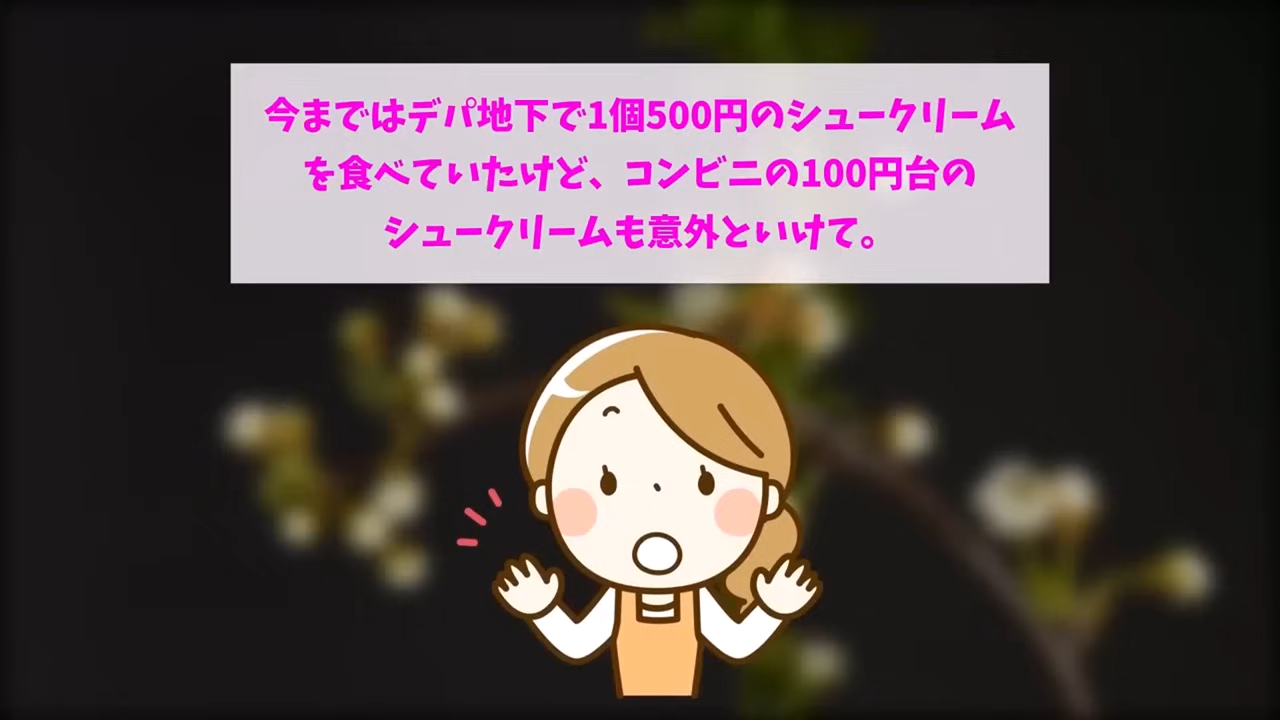 今まではデパ地下で1個500円のシュークリーム
を食べていたけど、コンビニの100円台の
シュークリームも意外といけて。